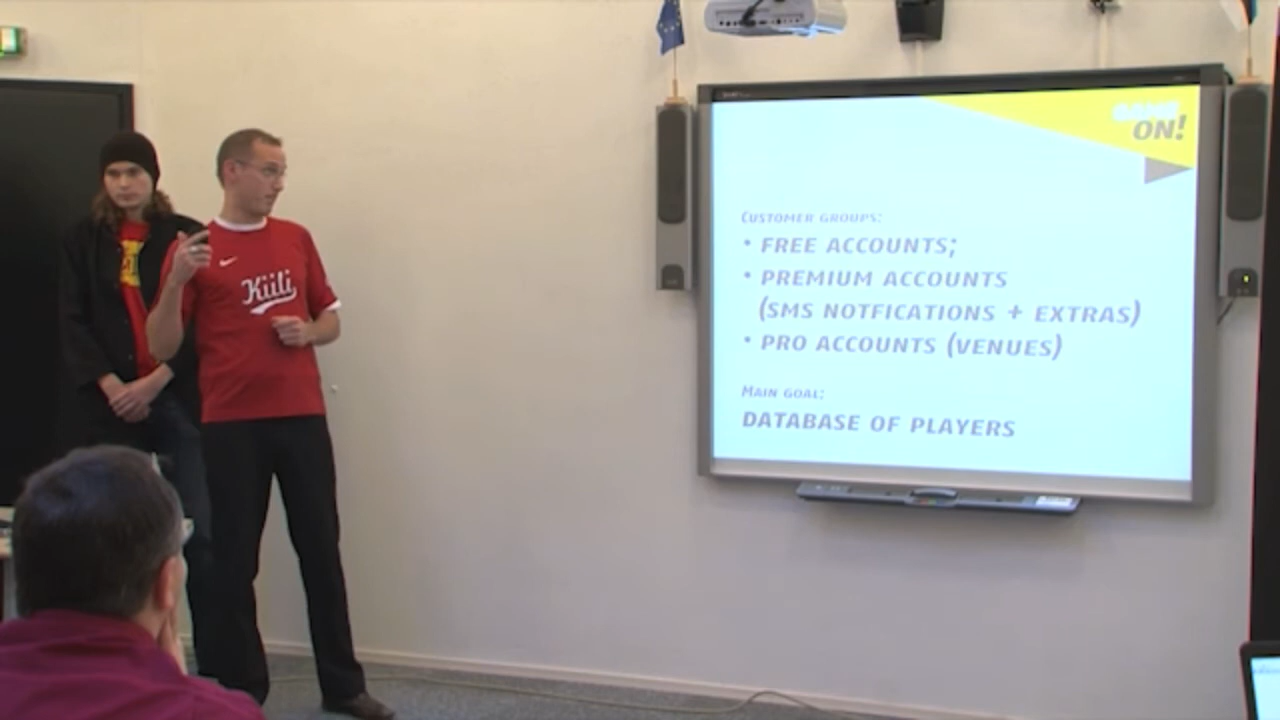 GAME
ON!
CUSTOMER GROUPS:
• FREE ACCOUNTS;
• PREMIUM ACCOUNTS
(SMS NOTFICATIONS + EXTRAS)
• PRO ACCOUNTS (VENUES)
MAIN GOAL:
DATABASE OF PLAYERS
Kiili